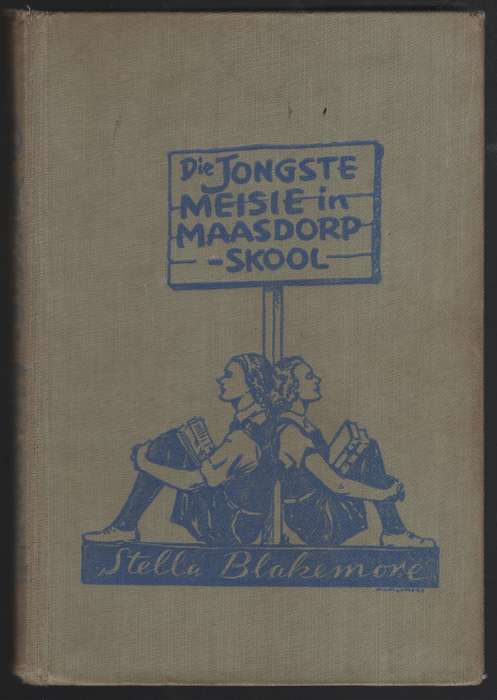 Die JONGSTE
MEISIE in
MAASDORP
-SKOOL
Stella Blakemore